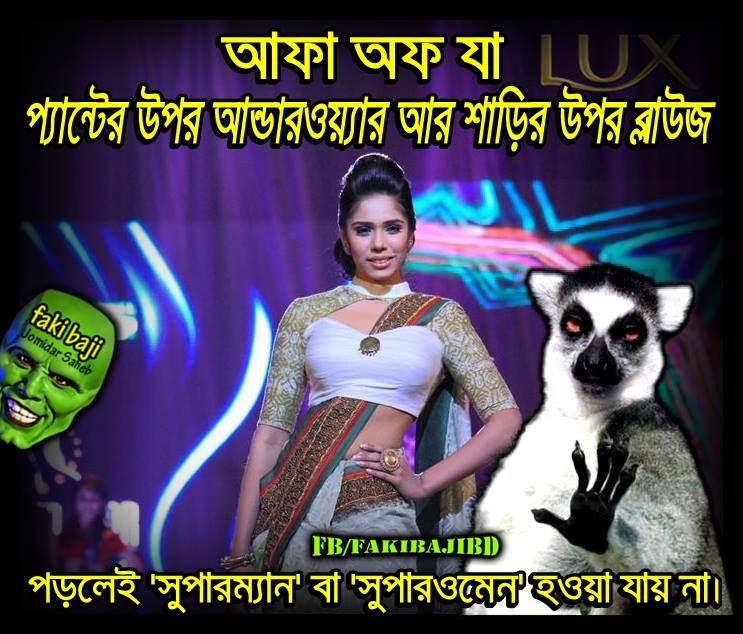 আফা অফ যা
LUX
প্যান্টের উপর আন্ডারওয়্যার আর শাড়ির উপর ব্লাউজ
faki baji
Jomidar Saheb
FB/FAKIBAJIBD
পড়লেই 'সুপারম্যান' বা 'সুপারওমেন' হওয়া যায় না।